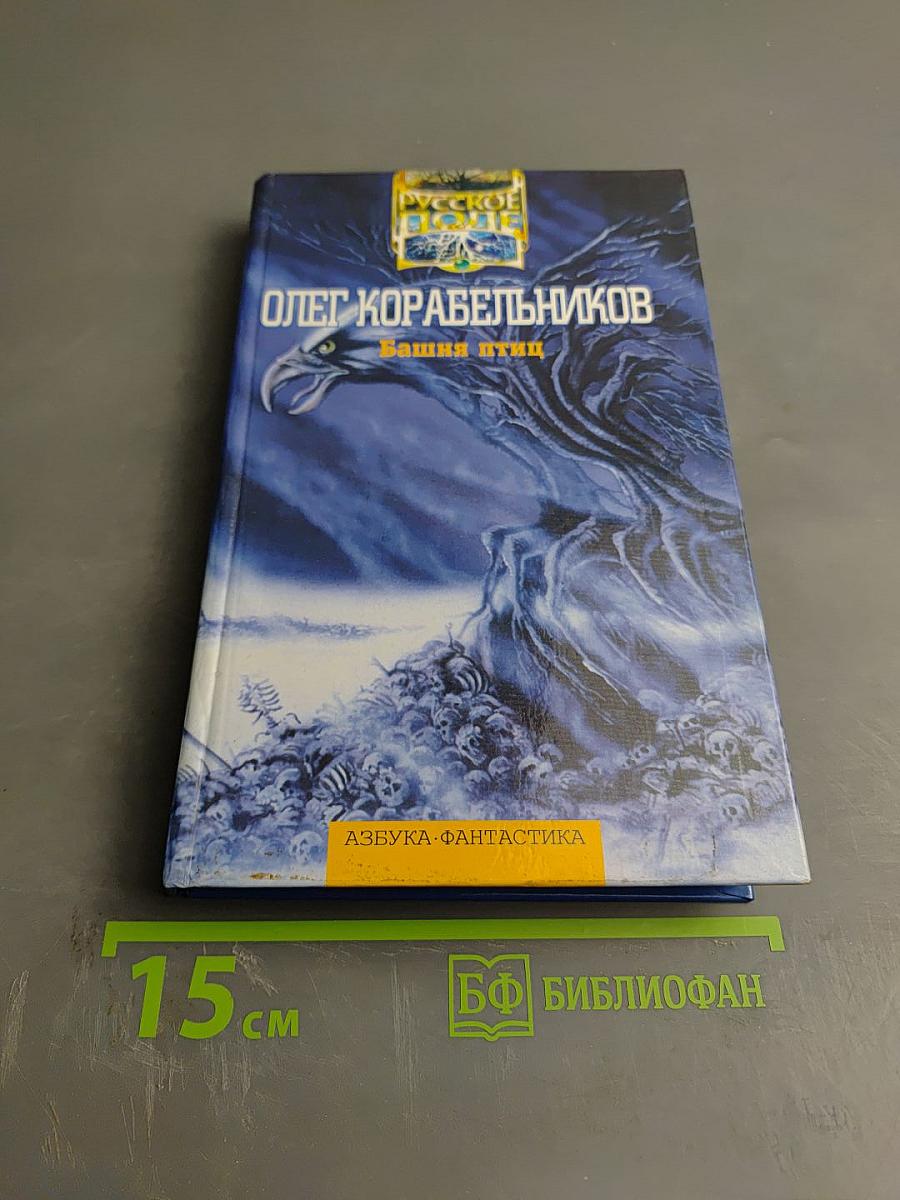 РУССКОЕ
ПОЛЕ
ОЛЕГ КОРАБЕЛЬНИКОВ
Башня птиц
АЗБУКА·ФАНТАСТИКА
15 см
БФ БИБЛИОФАН